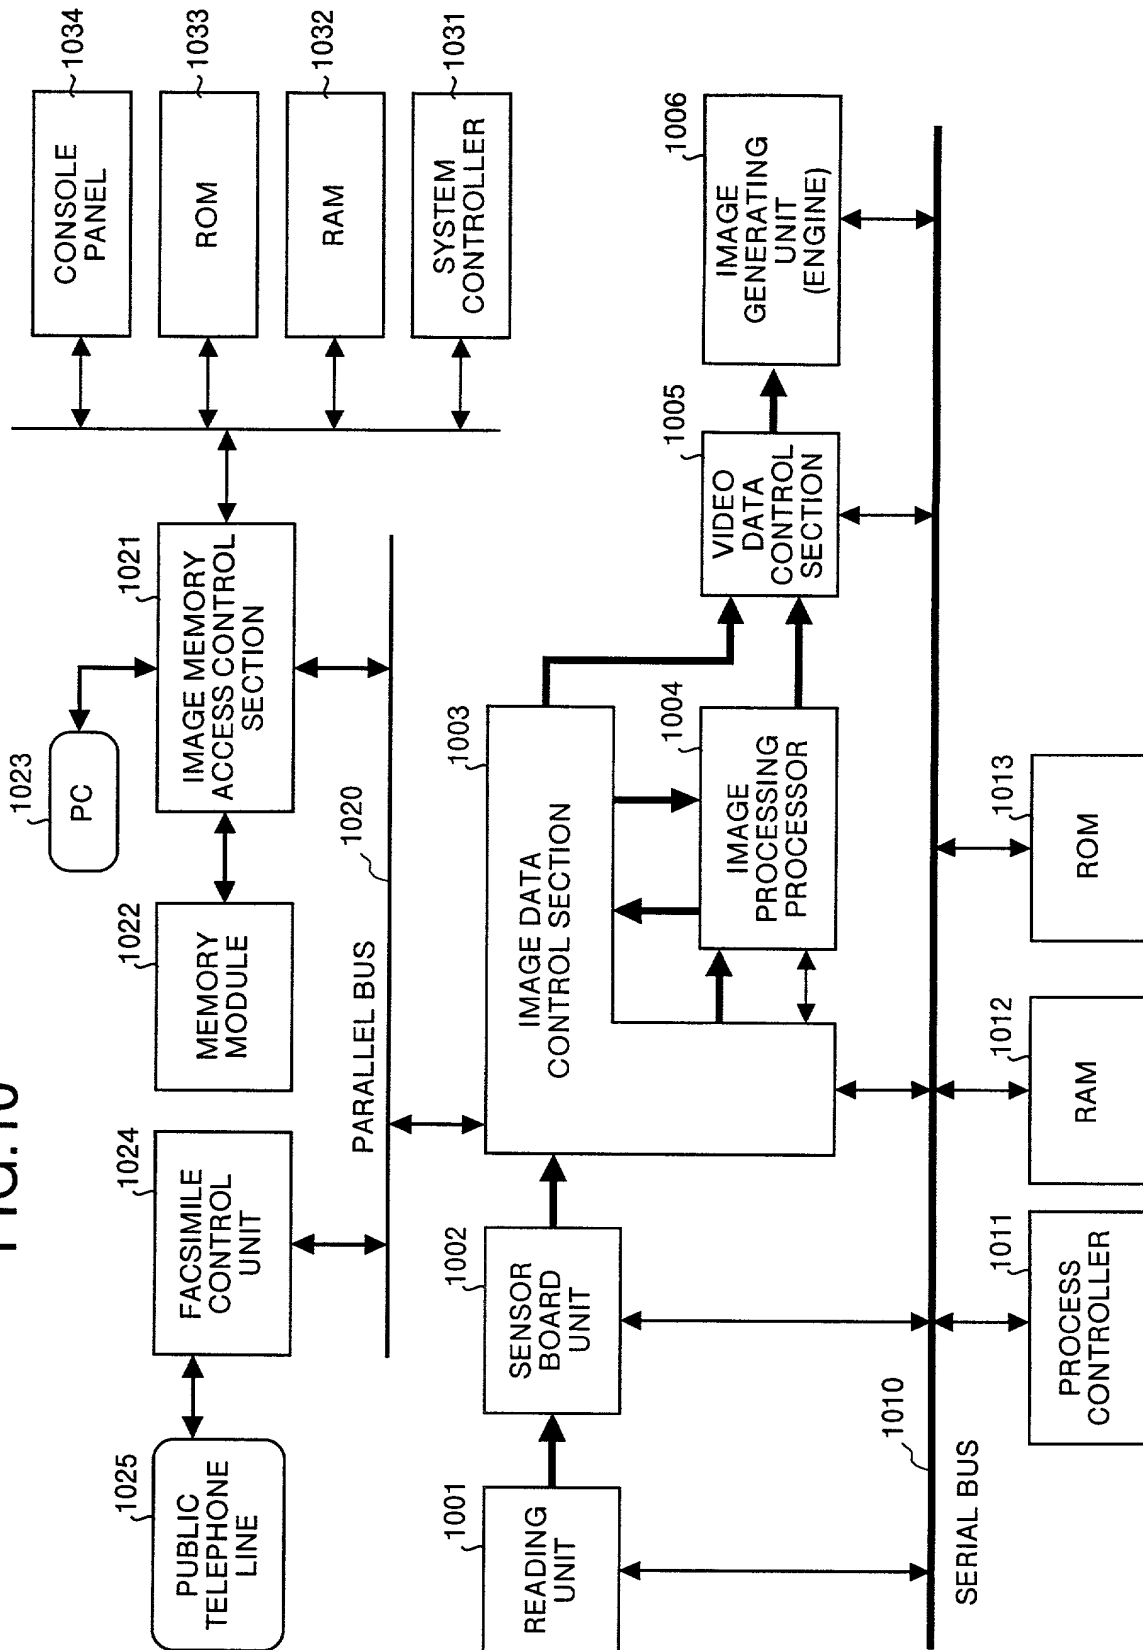 1025
PUBLIC
TELEPHONE
LINE
1024
FACSIMILE
CONTROL
UNIT
1022
MEMORY
MODULE
1023
PC
1021
IMAGE MEMORY
ACCESS CONTROL
SECTION
1034
CONSOLE
PANEL
1033
ROM
1032
RAM
1031
SYSTEM
CONTROLLER
PARALLEL BUS
1020
1001
READING
UNIT
1002
SENSOR
BOARD
UNIT
1003
IMAGE DATA
CONTROL SECTION
1004
IMAGE
PROCESSING
PROCESSOR
1005
VIDEO
DATA
CONTROL
SECTION
1006
IMAGE
GENERATING
UNIT
(ENGINE)
1010
SERIAL BUS
1011
PROCESS
CONTROLLER
1012
RAM
1013
ROM